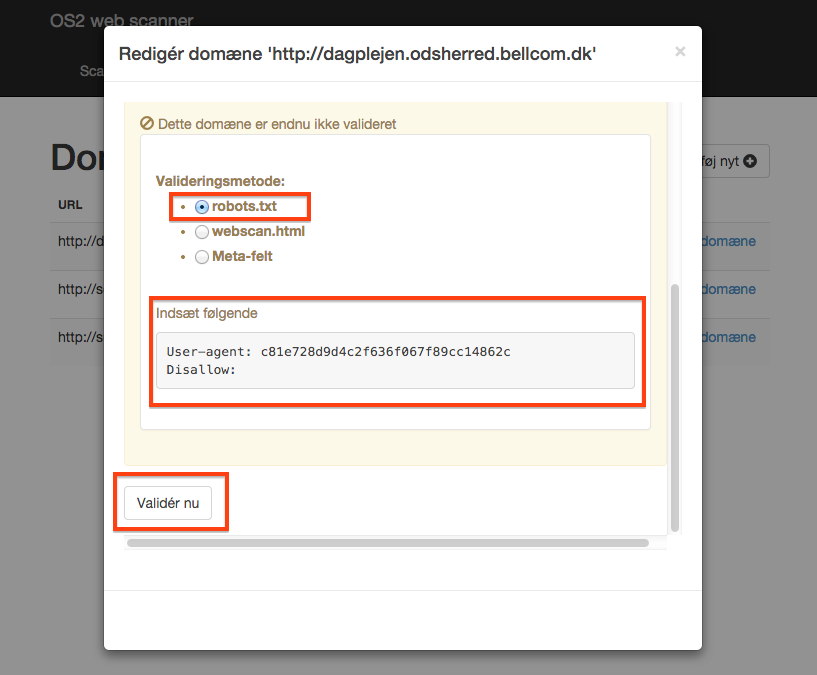 OS2 web scanner
Redigér domæne 'http://dagplejen.odsherred.bellcom.dk'
×
Dette domæne er endnu ikke valideret
Valideringsmetode:
robots.txt
webscan.html
Meta-felt
Indsæt følgende
User-agent: c81e728d9d4c2f636f067f89cc14862c
Disallow:
Validér nu
Sca
Dor
føj nyt
URL
http://d
domæne
http://s
domæne
http://s
domæne